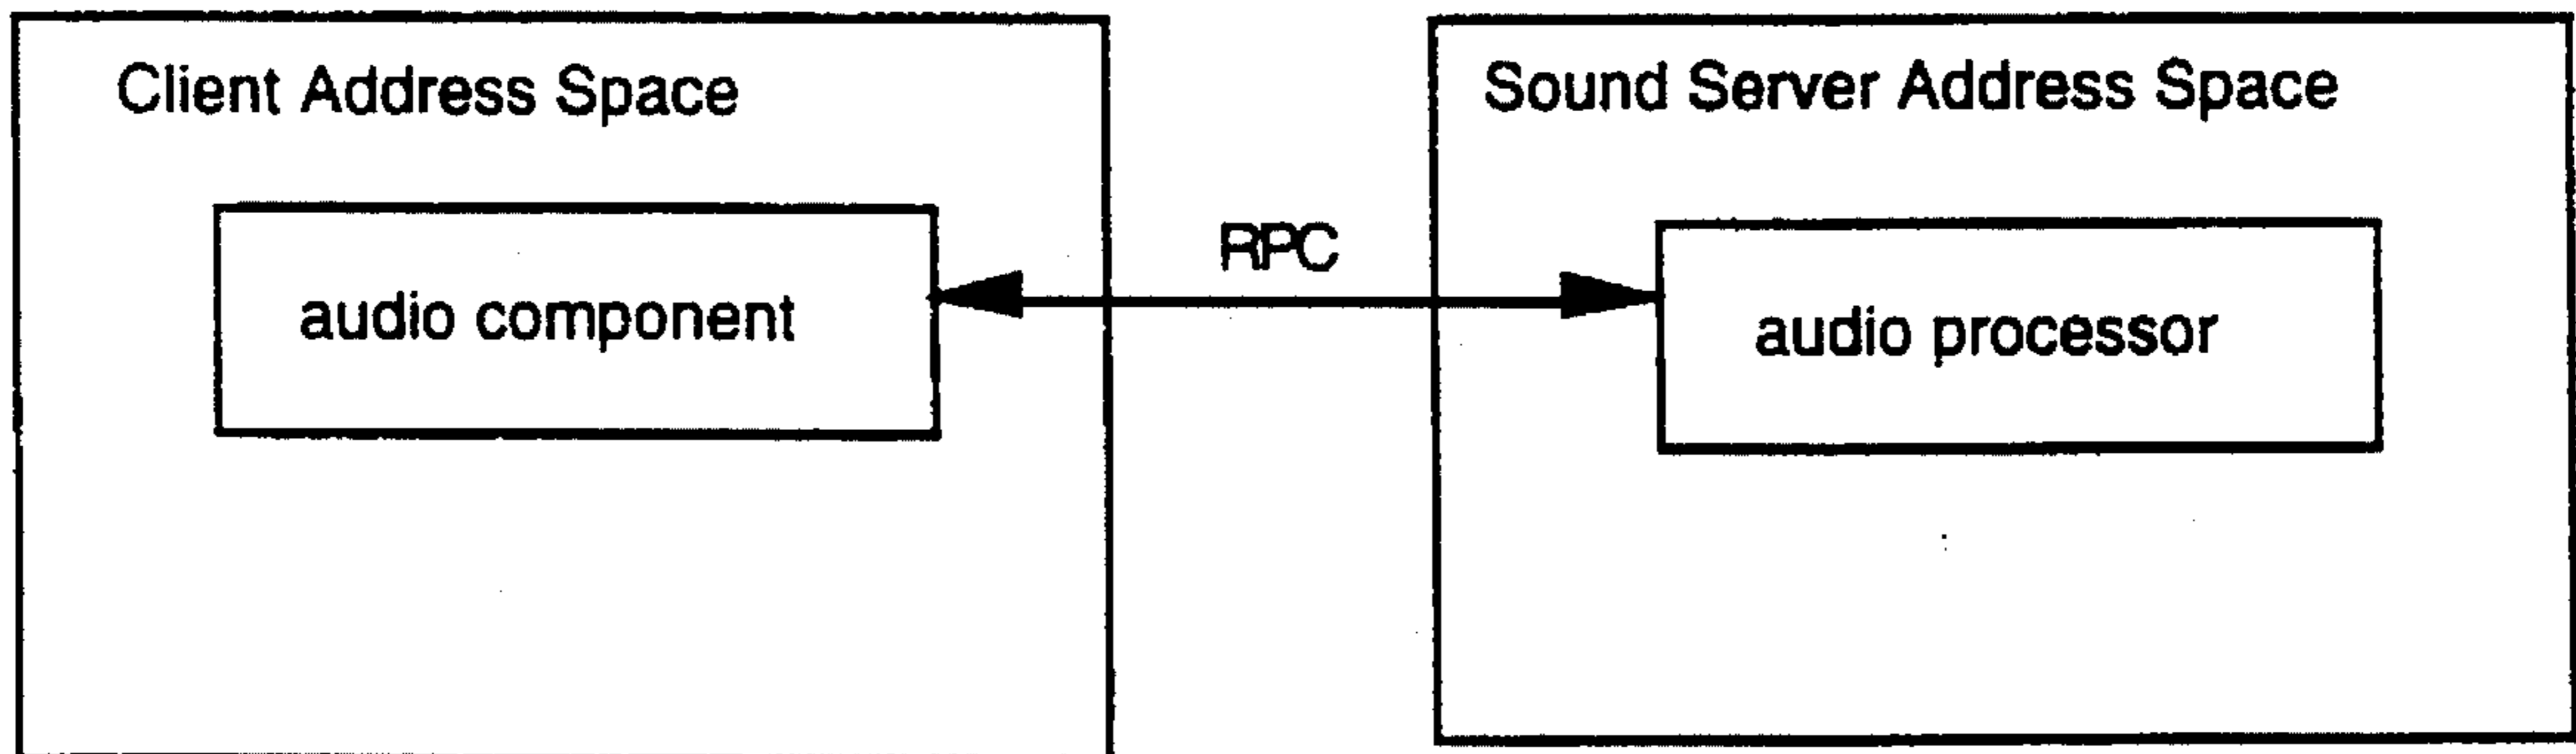 Client Address Space
Sound Server Address Space
RPC
audio component
audio processor